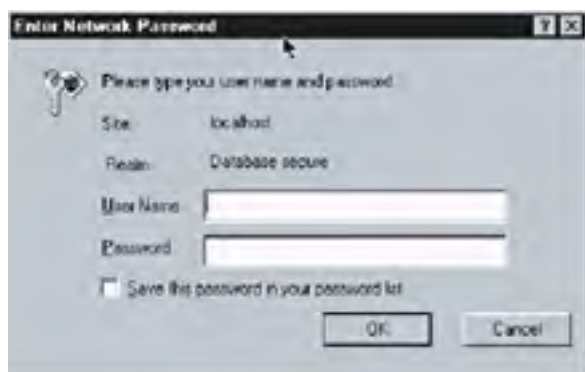 Enter Network Password
Please type your user name and password.
Site: localhost
Realm: Database secure
User Name
Password
Save this password in your password list
OK Cancel